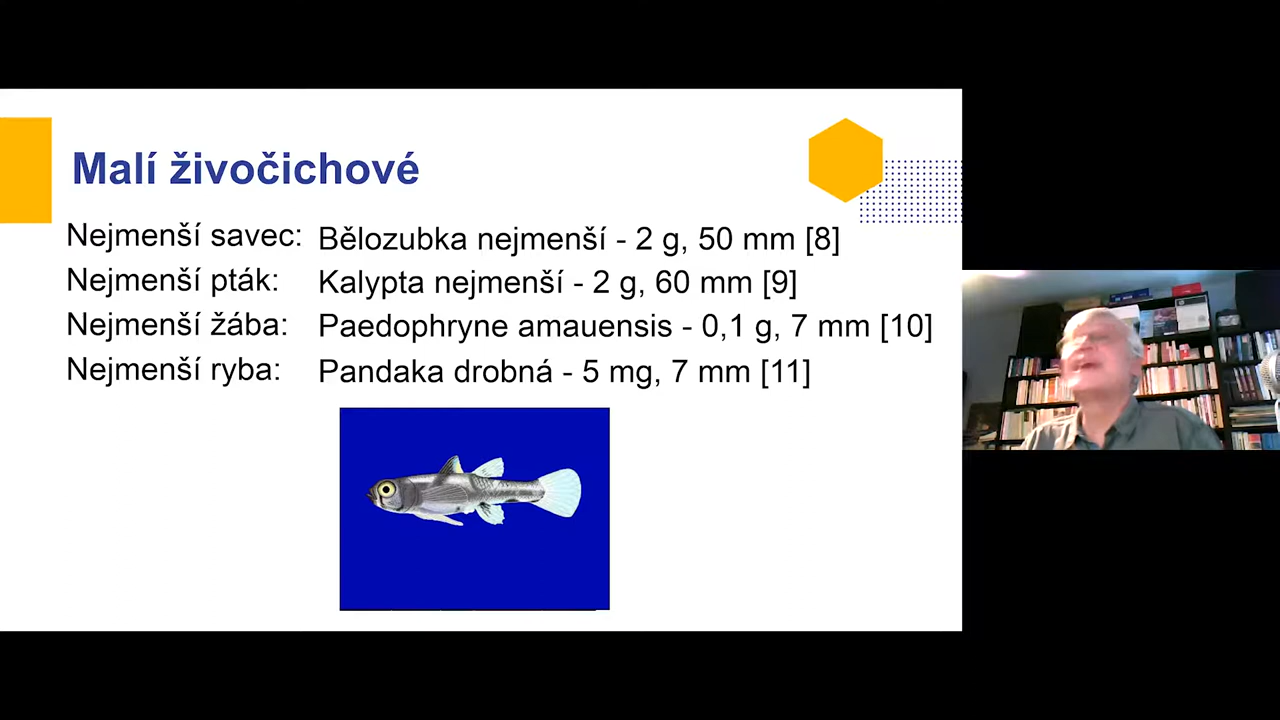 Malí živočichové
Nejmenší savec: Bělozubka nejmenší - 2 g, 50 mm [8]
Nejmenší pták: Kalypta nejmenší - 2 g, 60 mm [9]
Nejmenší žába: Paedophryne amauensis - 0,1 g, 7 mm [10]
Nejmenší ryba: Pandaka drobná - 5 mg, 7 mm [11]